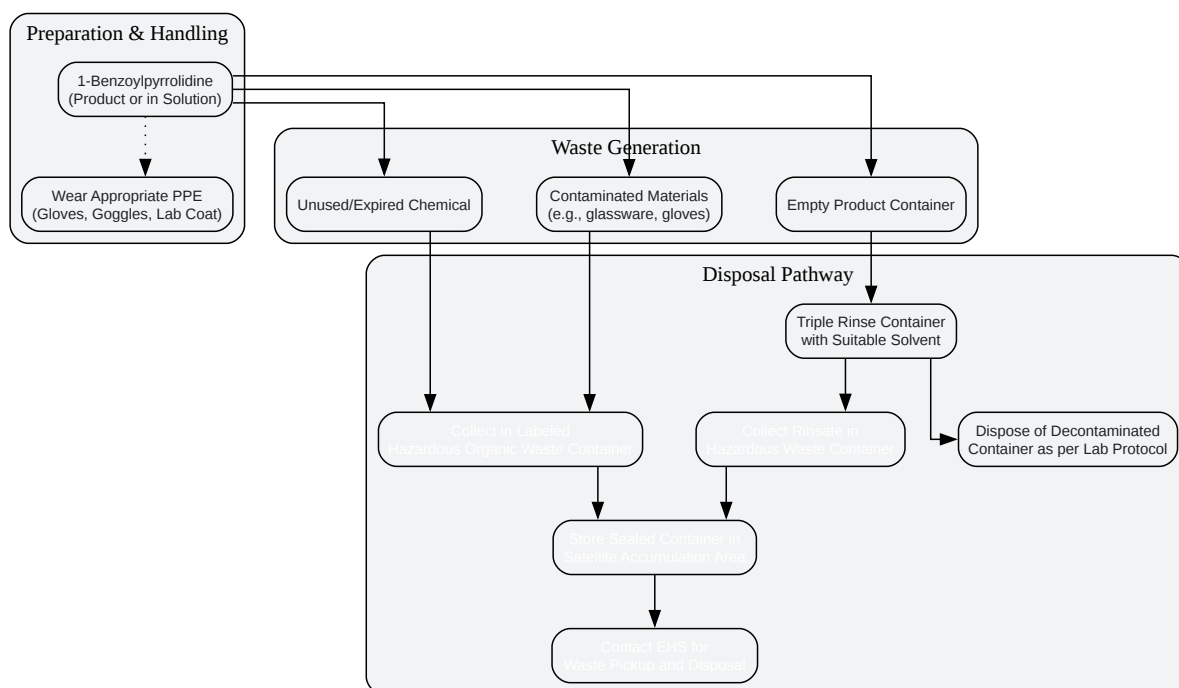 Preparation & Handling
1-Benzoylpyrrolidine
(Product or in Solution)
Wear Appropriate PPE
(Gloves, Goggles, Lab Coat)
Waste Generation
Unused/Expired Chemical
Contaminated Materials
(e.g., glassware, gloves)
Empty Product Container
Disposal Pathway
Triple Rinse Container
with Suitable Solvent
Collect in Labeled
Hazardous Organic Waste Container
Collect Rinsate in
Hazardous Waste Container
Dispose of Decontaminated
Container as per Lab Protocol
Store Sealed Container in
Satellite Accumulation Area
Contact EHS for
Waste Pickup and Disposal